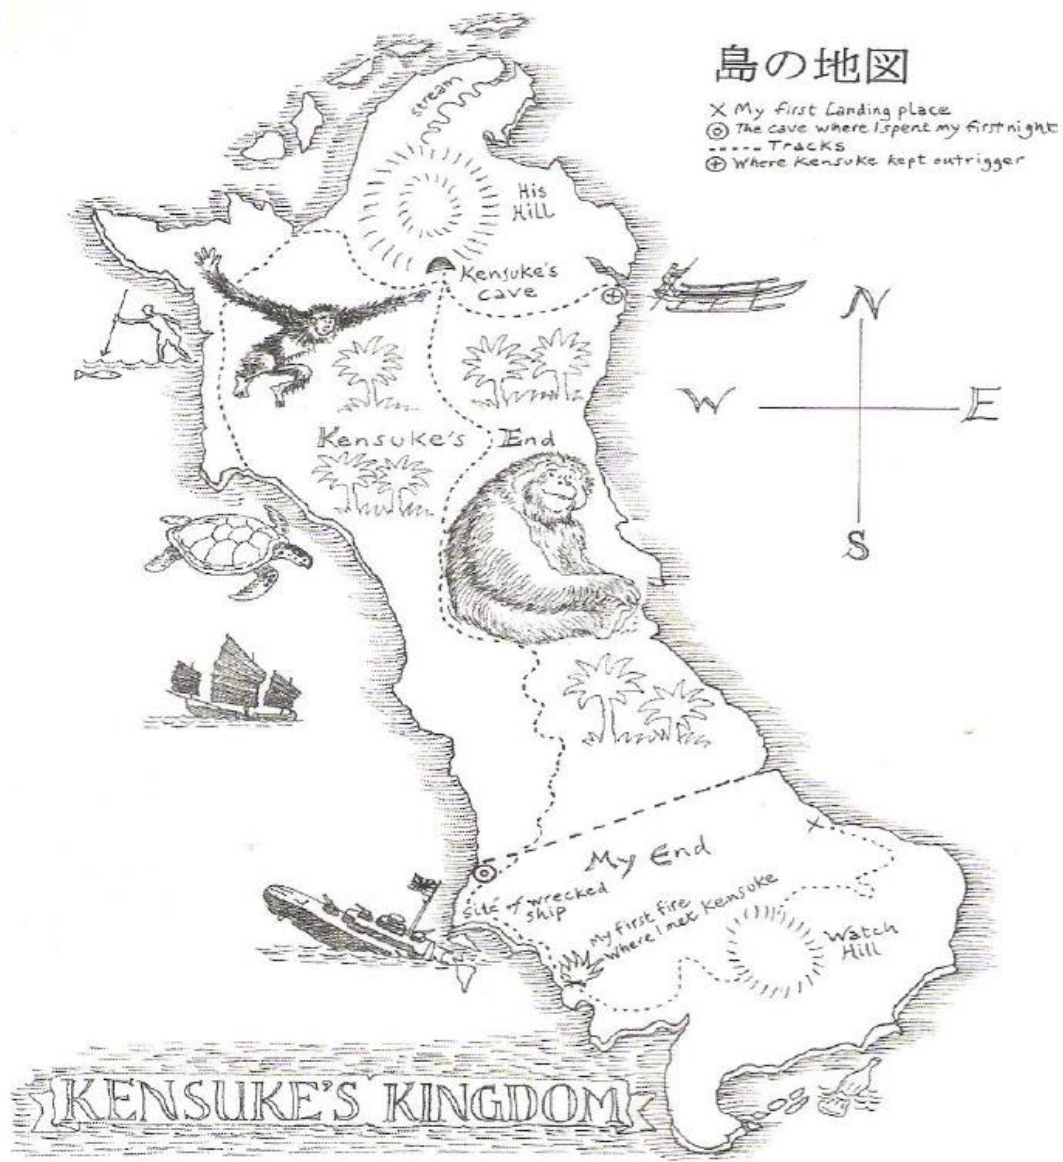 島の地図
X My first Landing place
⊙ The cave where I spent my first night
----- Tracks
⊕ Where Kensuke kept outrigger
stream
His
Hill
Kensuke's
cave
N
W E
S
Kensuke's End
My End
Site of wrecked
ship
My first fire
Where I met Kensuke
Watch
Hill
KENSUKE'S KINGDOM